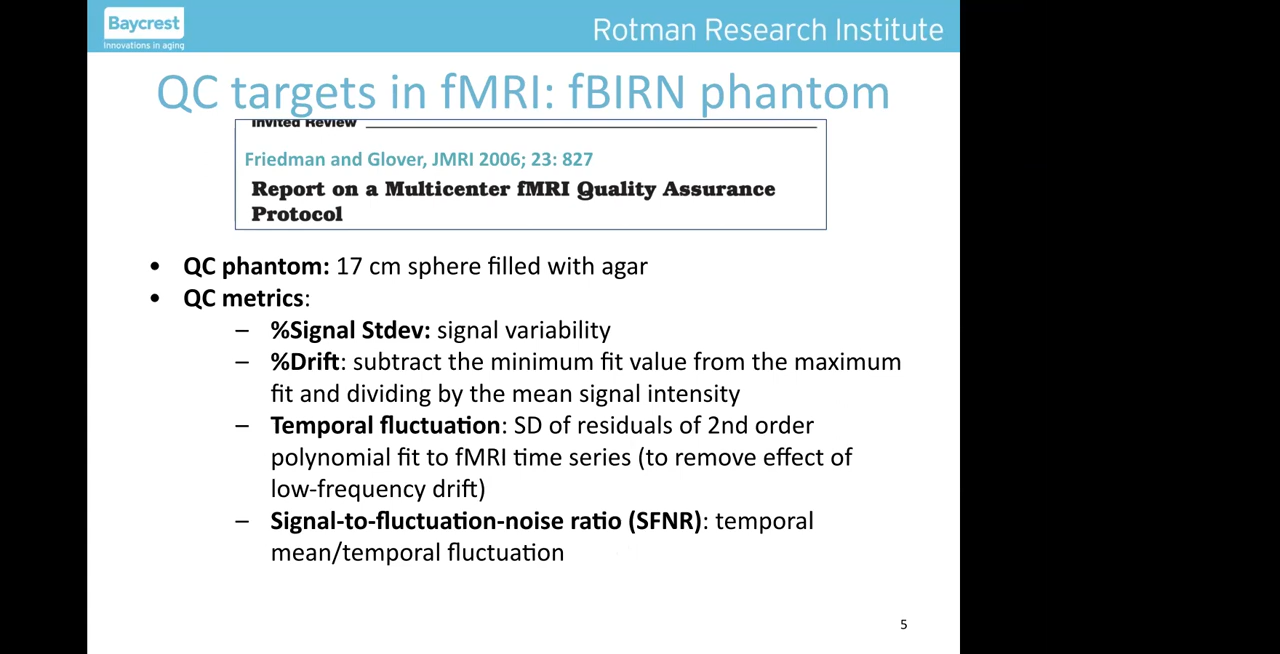 Baycrest
Innovations in aging
Rotman Research Institute
QC targets in fMRI: fBIRN phantom
Invited Review
Friedman and Glover, JMRI 2006; 23: 827
Report on a Multicenter fMRI Quality Assurance
Protocol
• QC phantom: 17 cm sphere filled with agar
• QC metrics:
– %Signal Stdev: signal variability
– %Drift: subtract the minimum fit value from the maximum
fit and dividing by the mean signal intensity
– Temporal fluctuation: SD of residuals of 2nd order
polynomial fit to fMRI time series (to remove effect of
low-frequency drift)
– Signal-to-fluctuation-noise ratio (SFNR): temporal
mean/temporal fluctuation
5